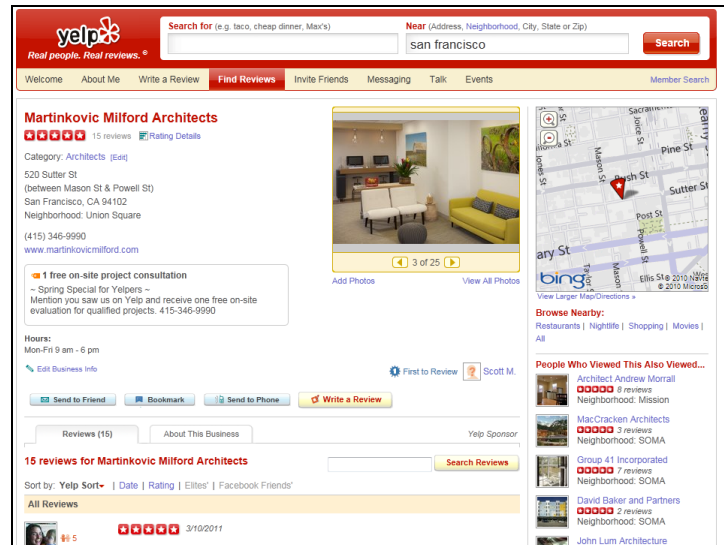 yelp
Real people. Real reviews. ®
Search for (e.g. taco, cheap dinner, Max's)
Near (Address, Neighborhood, City, State or Zip)
san francisco
Search
Welcome About Me Write a Review Find Reviews Invite Friends Messaging Talk Events Member Search
Martinkovic Milford Architects
15 reviews Rating Details
Category: Architects [Edit]
520 Sutter St
(between Mason St & Powell St)
San Francisco, CA 94102
Neighborhood: Union Square
(415) 346-9990
www.martinkovicmilford.com
1 free on-site project consultation
~ Spring Special for Yelpers ~
Mention you saw us on Yelp and receive one free on-site
evaluation for qualified projects. 415-346-9990
Hours:
Mon-Fri 9 am - 6 pm
Edit Business Info
3 of 25
Add Photos View All Photos
First to Review Scott M.
Send to Friend Bookmark Send to Phone Write a Review
Reviews (15) About This Business Yelp Sponsor
15 reviews for Martinkovic Milford Architects
Search Reviews
Sort by: Yelp Sort | Date | Rating | Elites' | Facebook Friends'
All Reviews
5
3/10/2011
Joice St
Pine St
Mason St
Bush St
Sutter St
Post St
Powell St
Taylor St
Mason
Ellis St
bing
© 2010 Microso
View Larger Map/Directions »
Browse Nearby:
Restaurants | Nightlife | Shopping | Movies |
All
People Who Viewed This Also Viewed...
Architect Andrew Morrall
8 reviews
Neighborhood: Mission
MacCracken Architects
3 reviews
Neighborhood: SOMA
Group 41 Incorporated
7 reviews
Neighborhood: SOMA
David Baker and Partners
2 reviews
Neighborhood: SOMA
John Lum Architecture